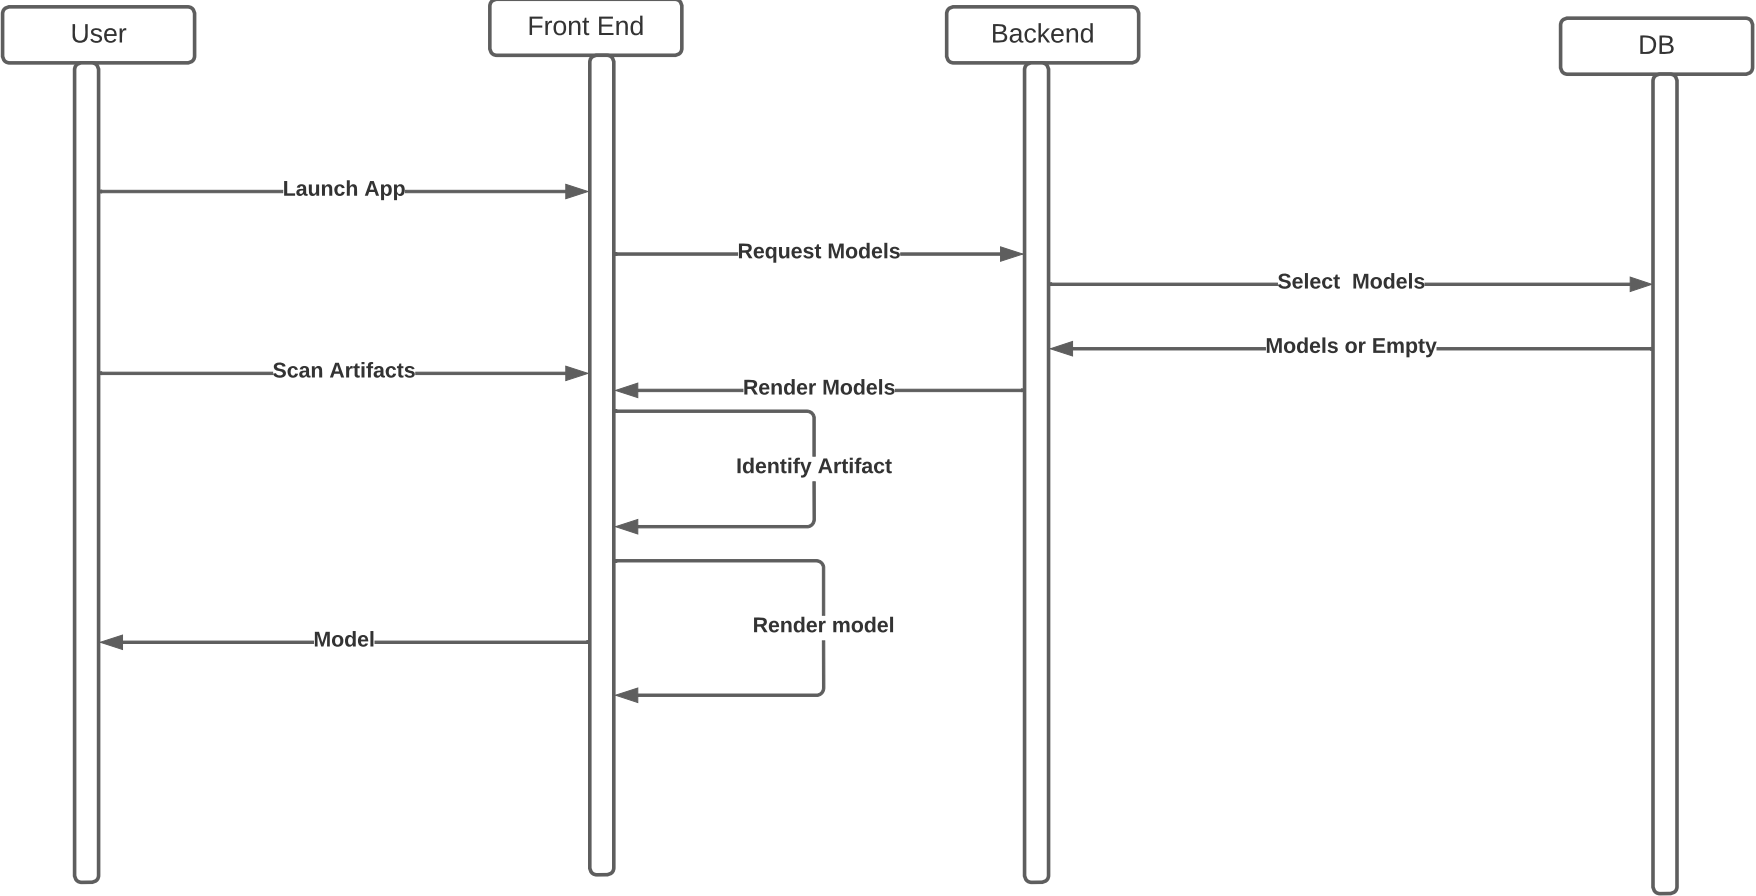 User
Front End
Backend
DB
Launch App
Request Models
Select  Models
Models or Empty
Scan Artifacts
Render Models
Identify Artifact
Render model
Model